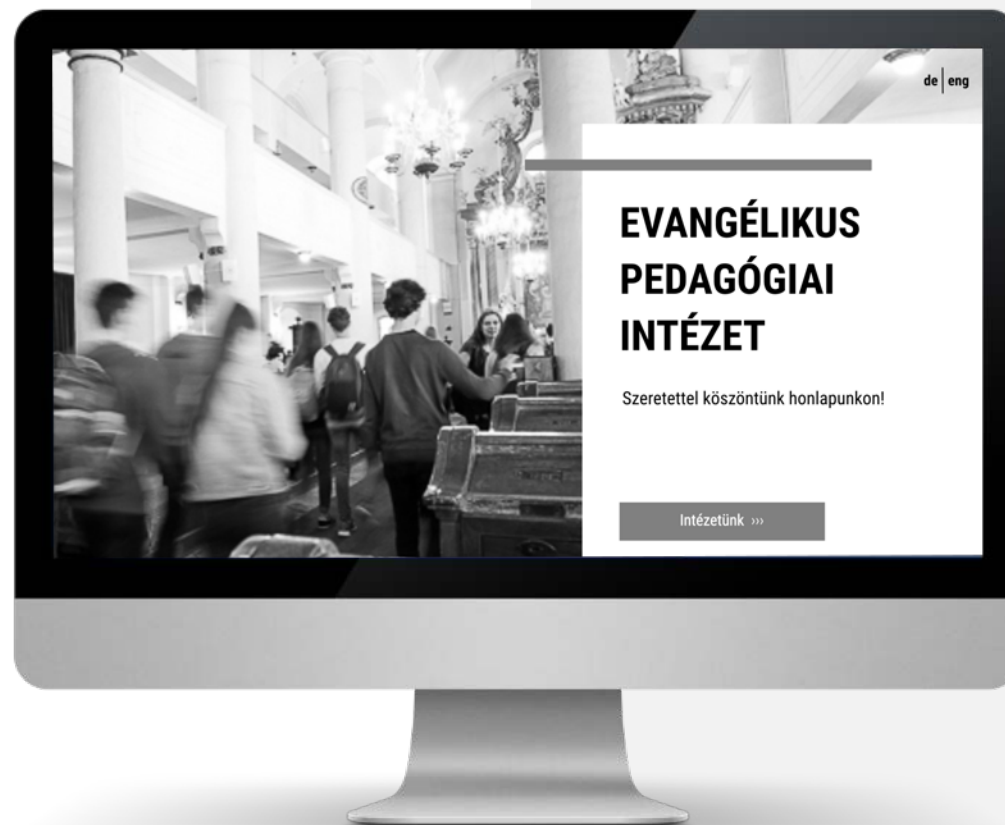 de | eng
EVANGÉLIKUS
PEDAGÓGIAI
INTÉZET
Szeretettel köszöntünk honlapunkon!
Intézetünk ›››